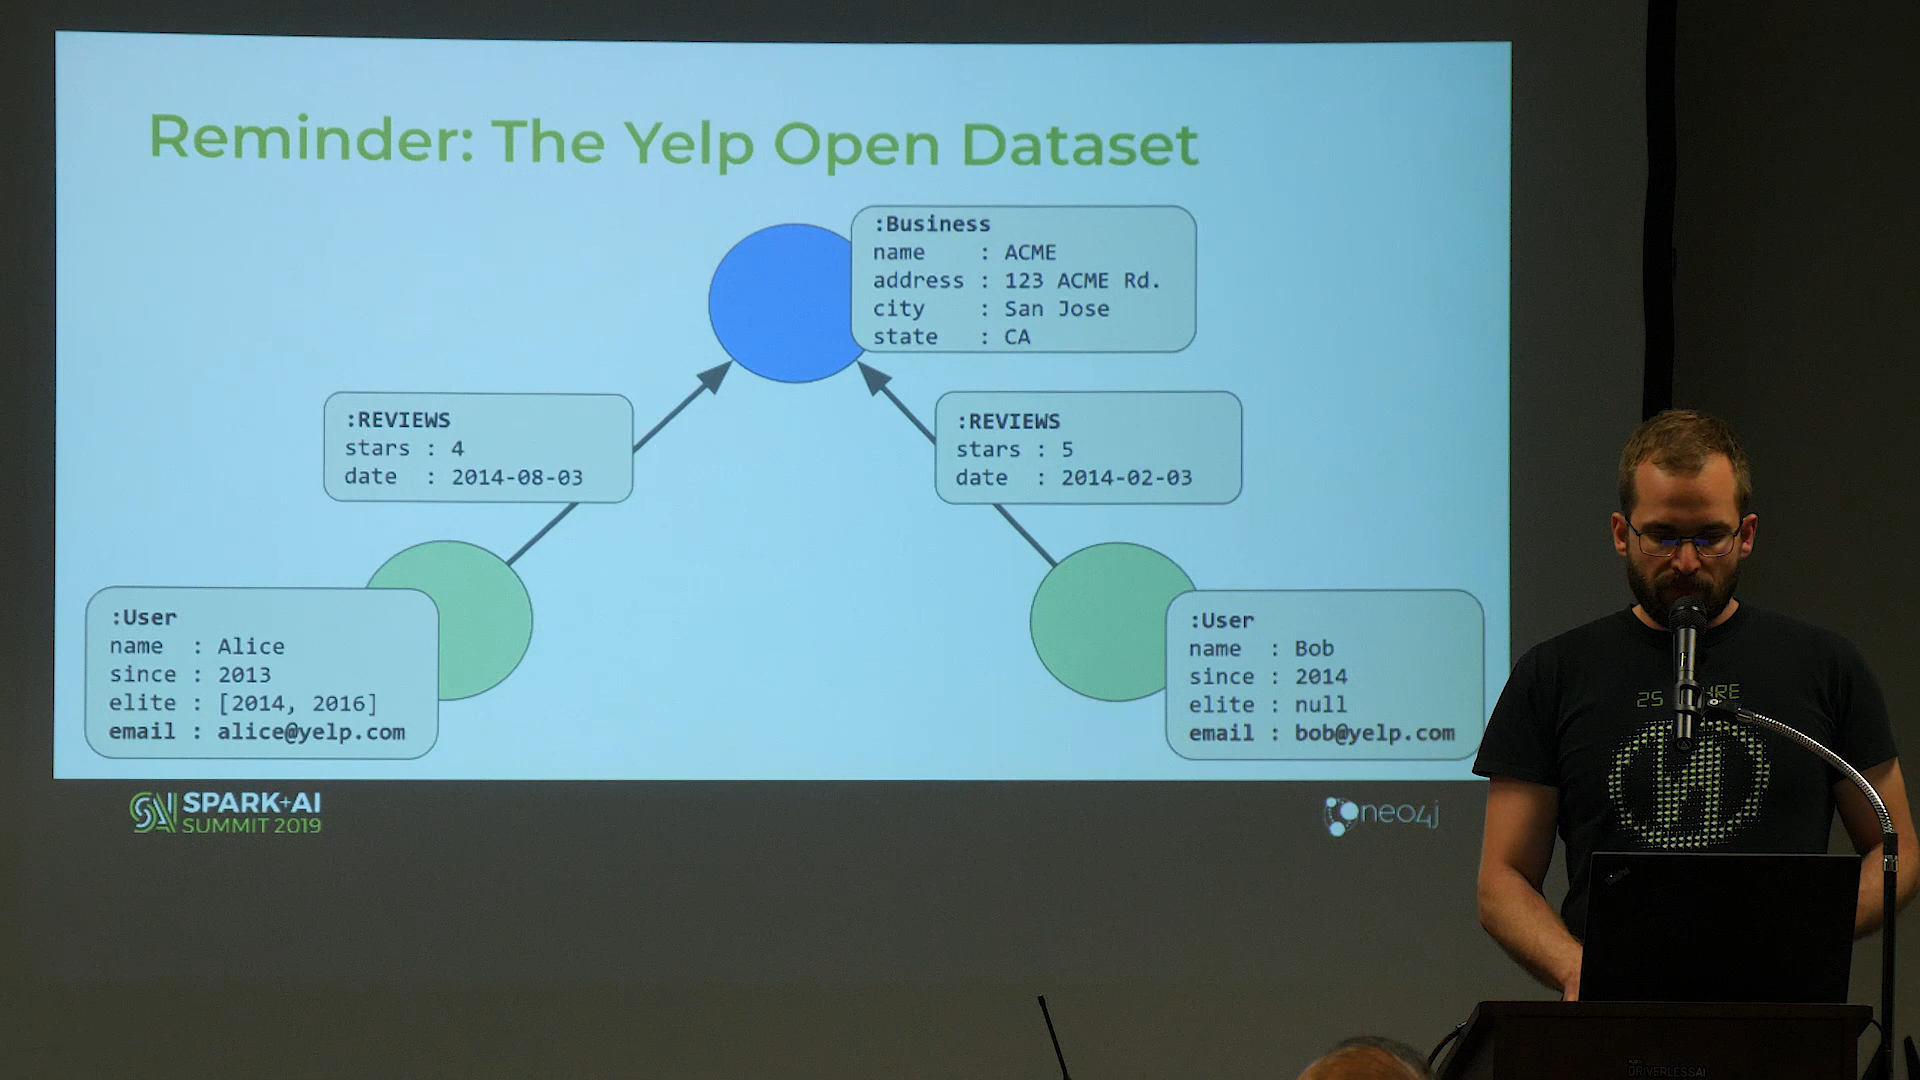 Reminder: The Yelp Open Dataset
:Business
name : ACME
address : 123 ACME Rd.
city : San Jose
state : CA
:REVIEWS
stars : 4
date : 2014-08-03
:REVIEWS
stars : 5
date : 2014-02-03
:User
name : Alice
since : 2013
elite : [2014, 2016]
email : alice@yelp.com
:User
name : Bob
since : 2014
elite : null
email : bob@yelp.com
SPARK+AI
SUMMIT 2019
neo4j
25
DRIVERLESSAI